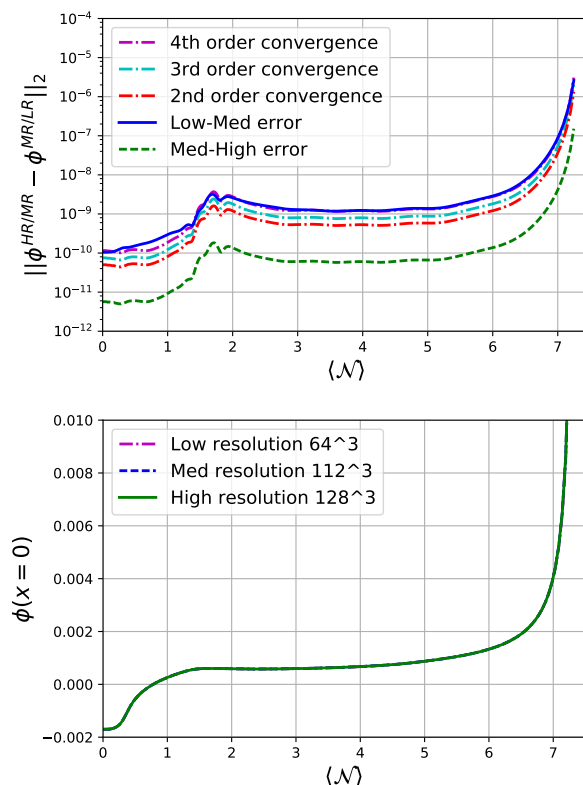 10⁻⁴
10⁻⁵
10⁻⁶
10⁻⁷
10⁻⁸
10⁻⁹
10⁻¹⁰
10⁻¹¹
10⁻¹²
||ϕ^{HR/MR} − ϕ^{MR/LR}||₂
4th order convergence
3rd order convergence
2nd order convergence
Low-Med error
Med-High error
0 1 2 3 4 5 6 7
⟨𝒩⟩
0.010
0.008
0.006
0.004
0.002
0.000
−0.002
ϕ(x = 0)
Low resolution 64^3
Med resolution 112^3
High resolution 128^3
0 1 2 3 4 5 6 7
⟨𝒩⟩